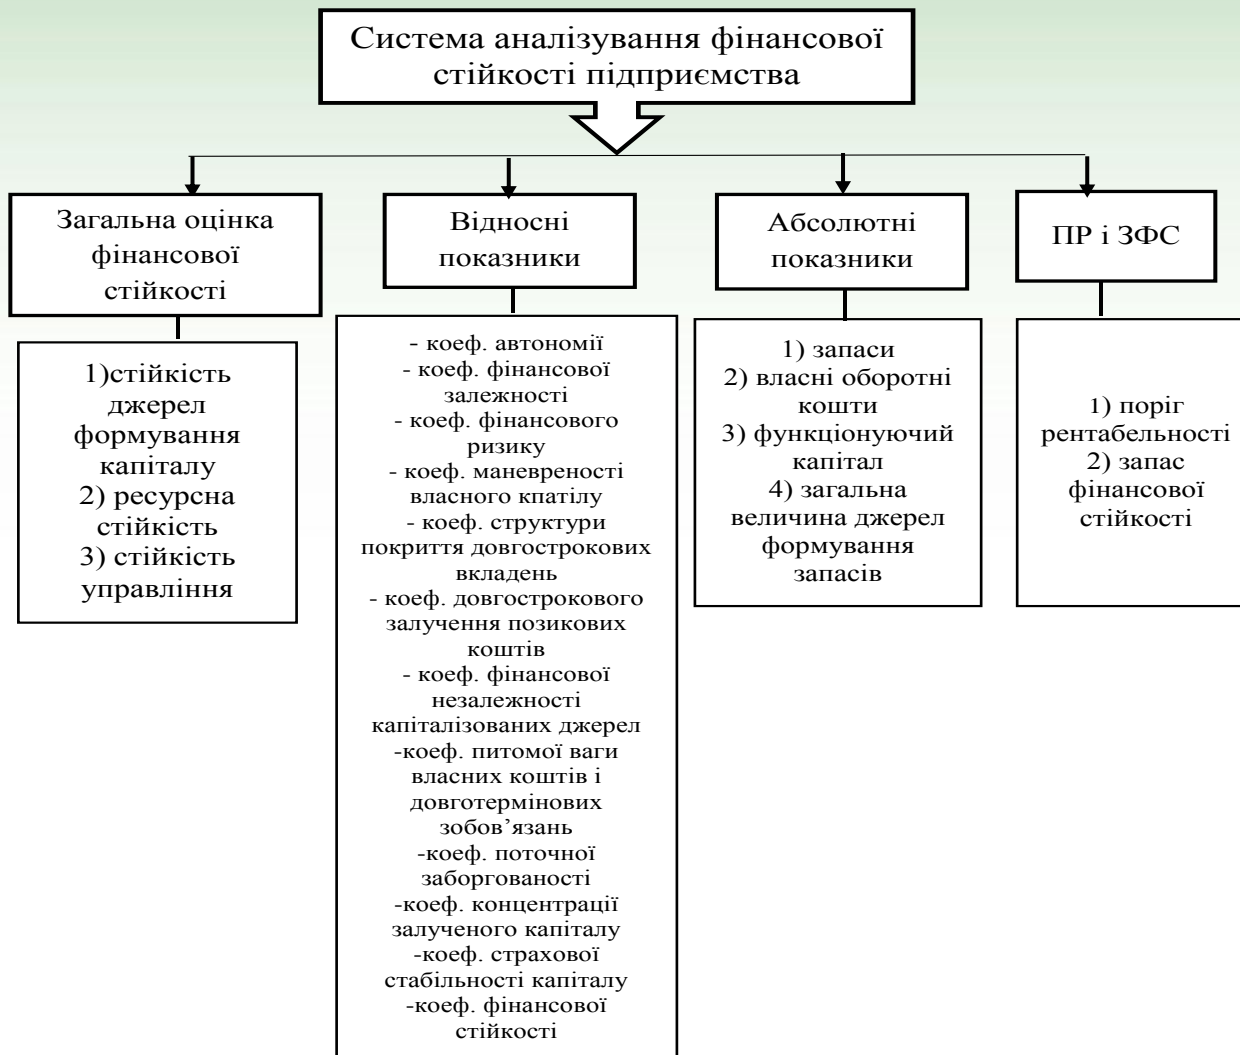 Система аналізування фінансової
стійкості підприємства
Загальна оцінка
фінансової
стійкості
Відносні
показники
Абсолютні
показники
ПР і ЗФС
1)стійкість
джерел
формування
капіталу
2) ресурсна
стійкість
3) стійкість
управління
- коеф. автономії
- коеф. фінансової
залежності
- коеф. фінансового
ризику
- коеф. маневреності
власного кпатілу
- коеф. структури
покриття довгострокових
вкладень
- коеф. довгострокового
залучення позикових
коштів
- коеф. фінансової
незалежності
капіталізованих джерел
-коеф. питомої ваги
власних коштів і
довготермінових
зобов’язань
-коеф. поточної
заборгованості
-коеф. концентрації
залученого капіталу
-коеф. страхової
стабільності капіталу
-коеф. фінансової
стійкості
1) запаси
2) власні оборотні
кошти
3) функціонуючий
капітал
4) загальна
величина джерел
формування
запасів
1) поріг
рентабельності
2) запас
фінансової
стійкості